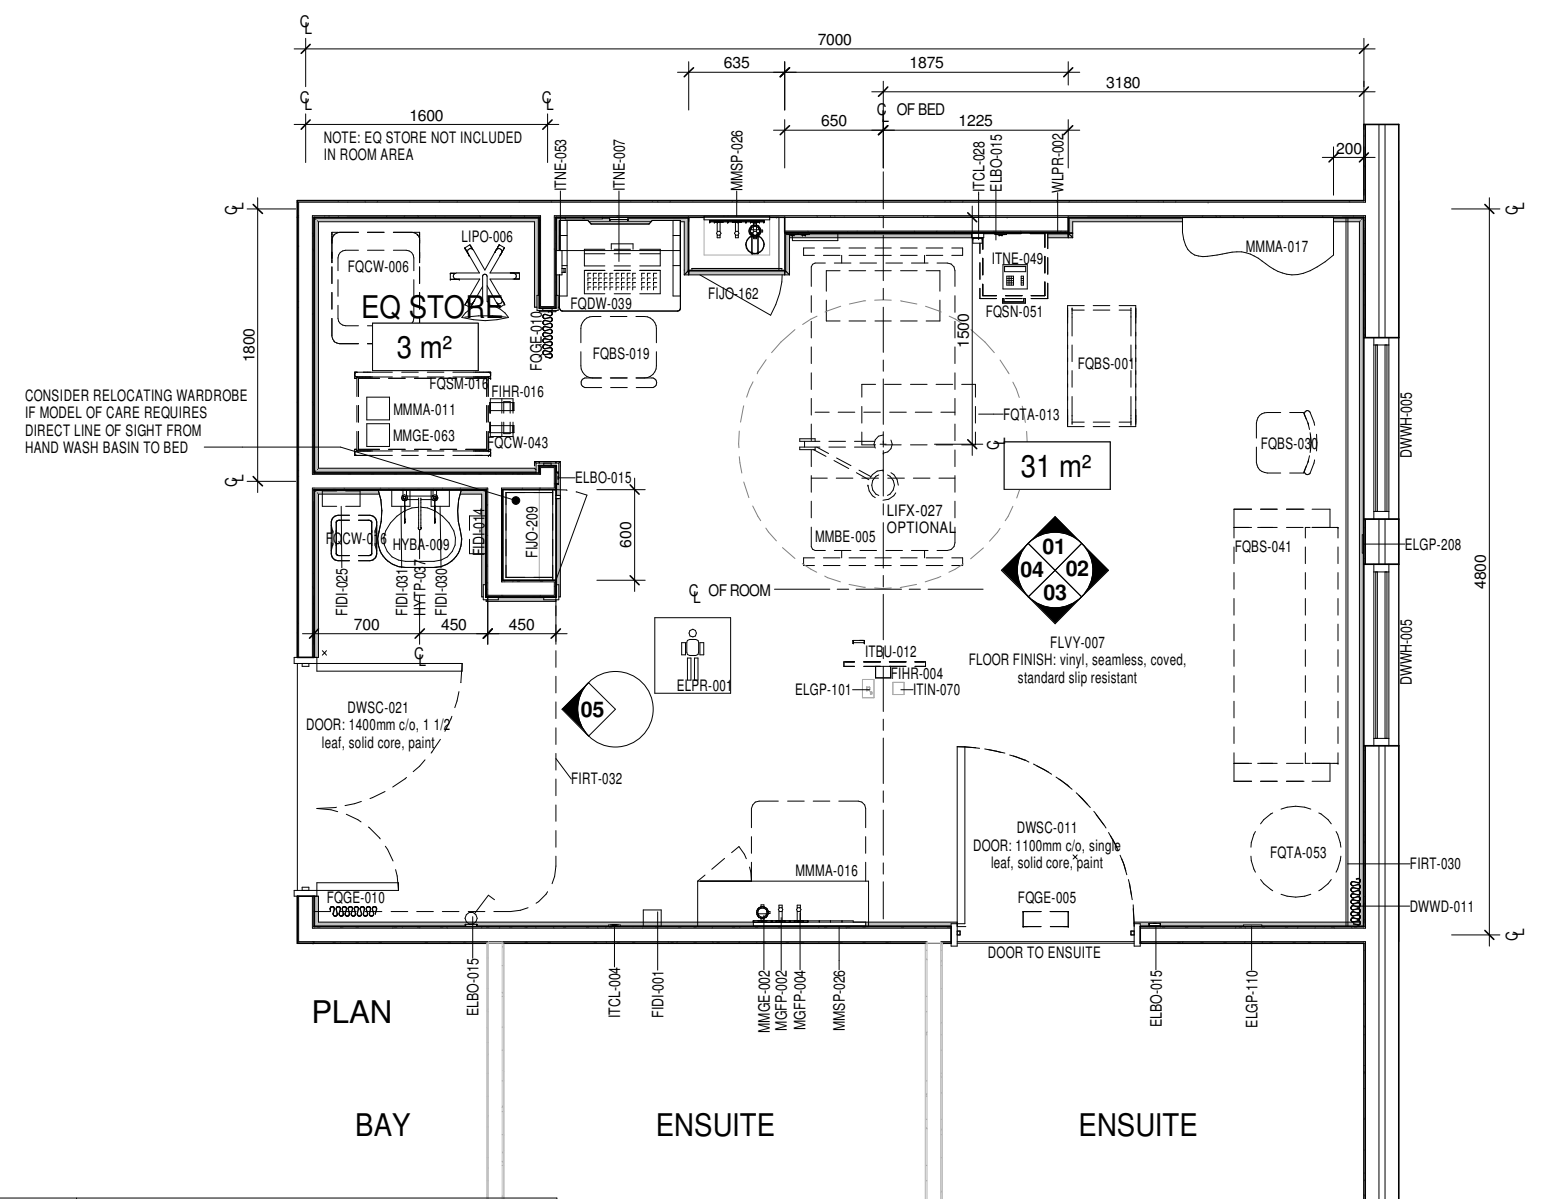 7000
635
1875
3180
℄ OF BED
1600
650
1225
NOTE: EQ STORE NOT INCLUDED
IN ROOM AREA
200
ITNE-053
ITNE-007
MMSP-026
ITCL-028
ELBO-015
WLPR-002
LIPO-006
FQCW-006
EQ STORE
3 m²
FQDW-039
FIJO-162
ITNE-049
FQSN-051
MMMA-017
FQGE-010
FQBS-019
1500
FQBS-001
1800
CONSIDER RELOCATING WARDROBE
IF MODEL OF CARE REQUIRES
DIRECT LINE OF SIGHT FROM
HAND WASH BASIN TO BED
FQSM-016
FIHR-016
MMMA-011
MMGE-063
FQCW-043
FQTA-013
FQBS-030
DWWH-005
31 m²
ELBO-015
LIFX-027
OPTIONAL
MMBE-005
FIJO-209
600
FIDI-014
HYBA-009
FIDI-025
FIDI-031
HYTP-037
FIDI-030
01
04
02
03
FQBS-041
ELGP-208
4800
℄ OF ROOM
700
450
450
ELPR-001
ITBU-012
FIHR-004
ELGP-101
ITIN-070
FLVY-007
FLOOR FINISH: vinyl, seamless, coved,
standard slip resistant
DWWH-005
DWSC-021
DOOR: 1400mm c/o, 1 1/2
leaf, solid core, paint
05
FIRT-032
DWSC-011
DOOR: 1100mm c/o, single
leaf, solid core, paint
FQTA-053
FIRT-030
MMMA-016
FQGE-010
FQGE-005
DWWD-011
DOOR TO ENSUITE
ELBO-015
ITCL-004
FIDI-001
MMGE-002
MGFP-002
MGFP-004
MMSP-026
ELBO-015
ELGP-110
PLAN
BAY
ENSUITE
ENSUITE